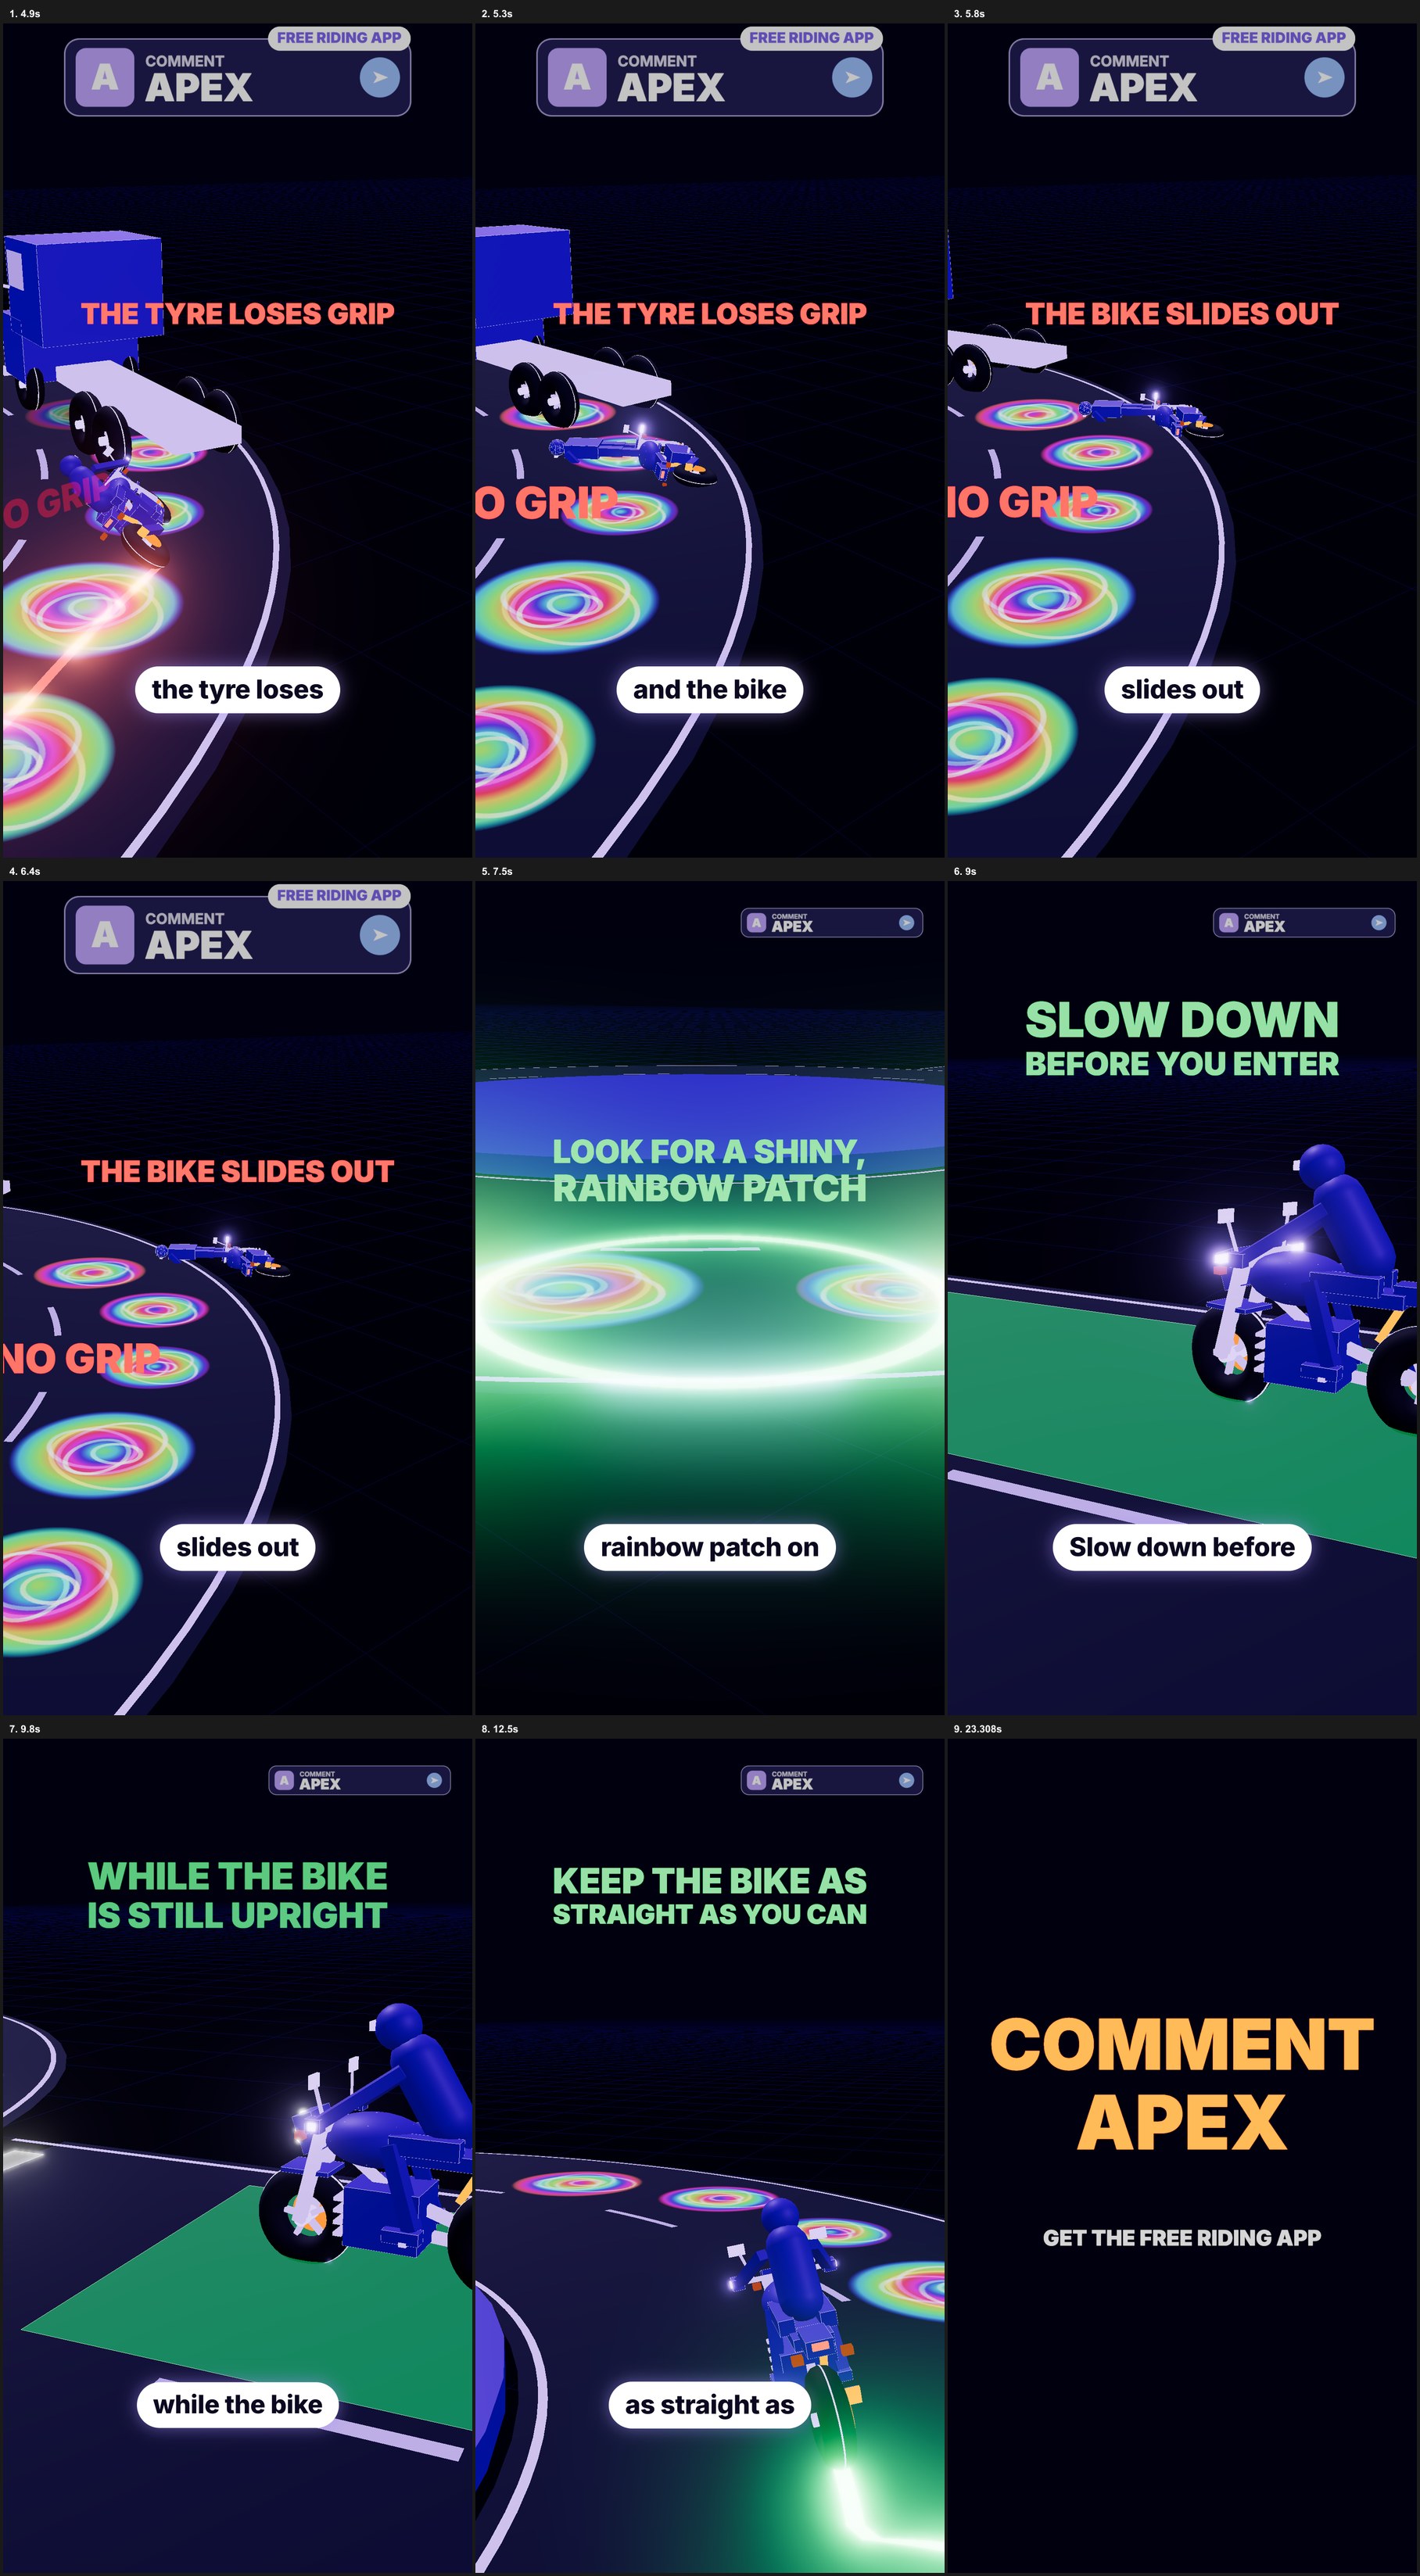 1. 4.9s
FREE RIDING APP
A
COMMENT
APEX
THE TYRE LOSES GRIP
O GRIP
the tyre loses
2. 5.3s
FREE RIDING APP
A
COMMENT
APEX
THE TYRE LOSES GRIP
O GRIP
and the bike
3. 5.8s
FREE RIDING APP
A
COMMENT
APEX
THE BIKE SLIDES OUT
NO GRIP
slides out
4. 6.4s
FREE RIDING APP
A
COMMENT
APEX
THE BIKE SLIDES OUT
NO GRIP
slides out
5. 7.5s
A
COMMENT
APEX
LOOK FOR A SHINY,
RAINBOW PATCH
rainbow patch on
6. 9s
A
COMMENT
APEX
SLOW DOWN
BEFORE YOU ENTER
Slow down before
7. 9.8s
A
COMMENT
APEX
WHILE THE BIKE
IS STILL UPRIGHT
while the bike
8. 12.5s
A
COMMENT
APEX
KEEP THE BIKE AS
STRAIGHT AS YOU CAN
as straight as
9. 23.308s
COMMENT
APEX
GET THE FREE RIDING APP